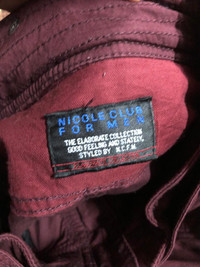 NICOLE CLUB
FOR MEN
THE ELABORATE COLLECTION
GOOD FEELING AND STATELY,
STYLED BY N.C.F.M.